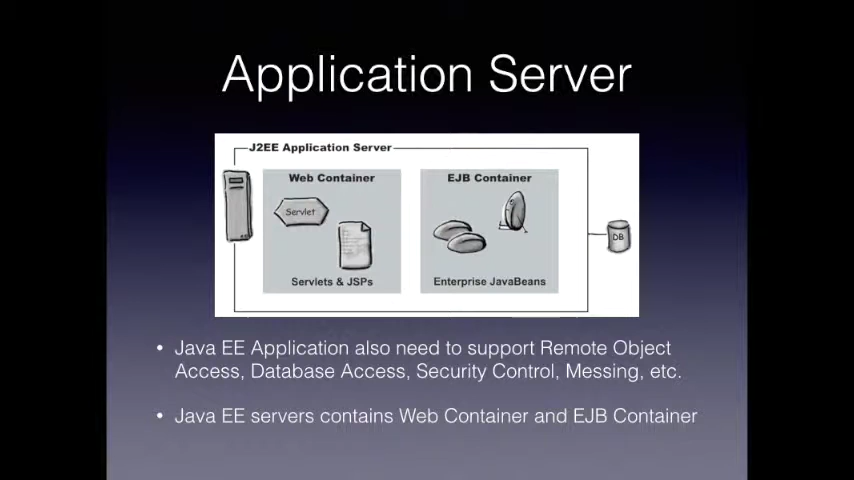 Application Server
J2EE Application Server
Web Container
EJB Container
Servlet
DB
Servlets & JSPs
Enterprise JavaBeans
• Java EE Application also need to support Remote Object
Access, Database Access, Security Control, Messing, etc.
• Java EE servers contains Web Container and EJB Container